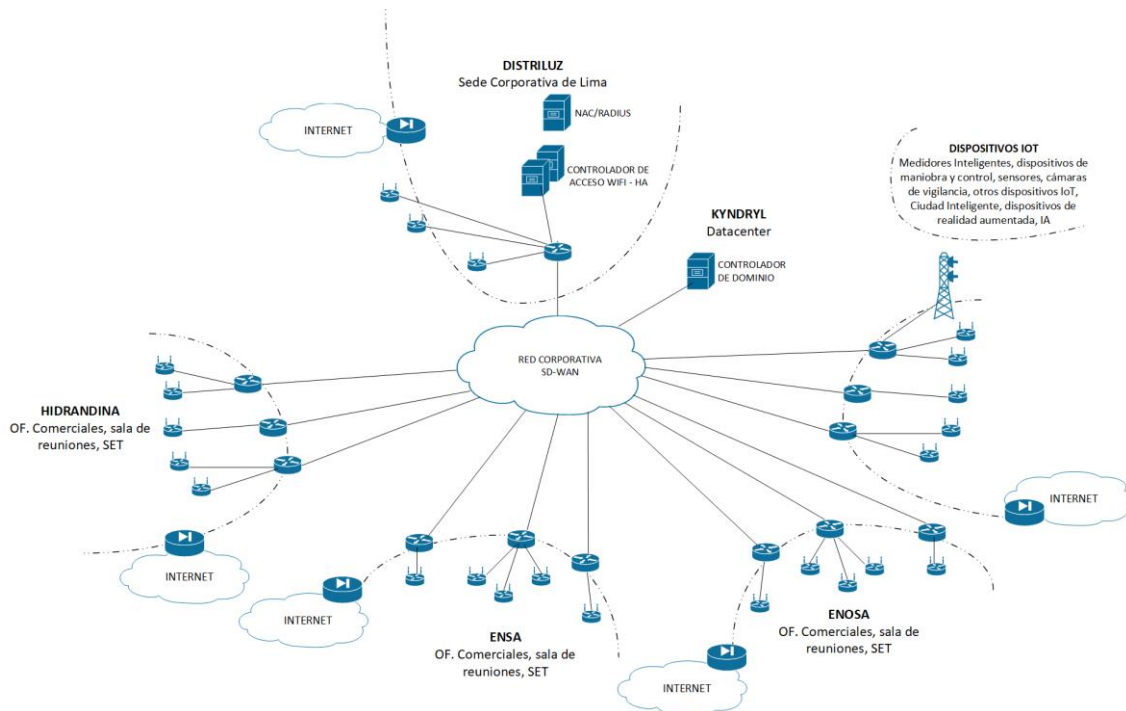 DISTRILUZ
Sede Corporativa de Lima
NAC/RADIUS
INTERNET
CONTROLADOR DE
ACCESO WIFI - HA
DISPOSITIVOS IOT
Medidores Inteligentes, dispositivos de
maniobra y control, sensores, cámaras
de vigilancia, otros dispositivos IoT,
Ciudad Inteligente, dispositivos de
realidad aumentada, IA
KYNDRYL
Datacenter
CONTROLADOR
DE DOMINIO
RED CORPORATIVA
SD-WAN
HIDRANDINA
OF. Comerciales, sala de
reuniones, SET
INTERNET
INTERNET
INTERNET
ENSA
OF. Comerciales, sala de
reuniones, SET
ENOSA
OF. Comerciales, sala de
reuniones, SET
INTERNET